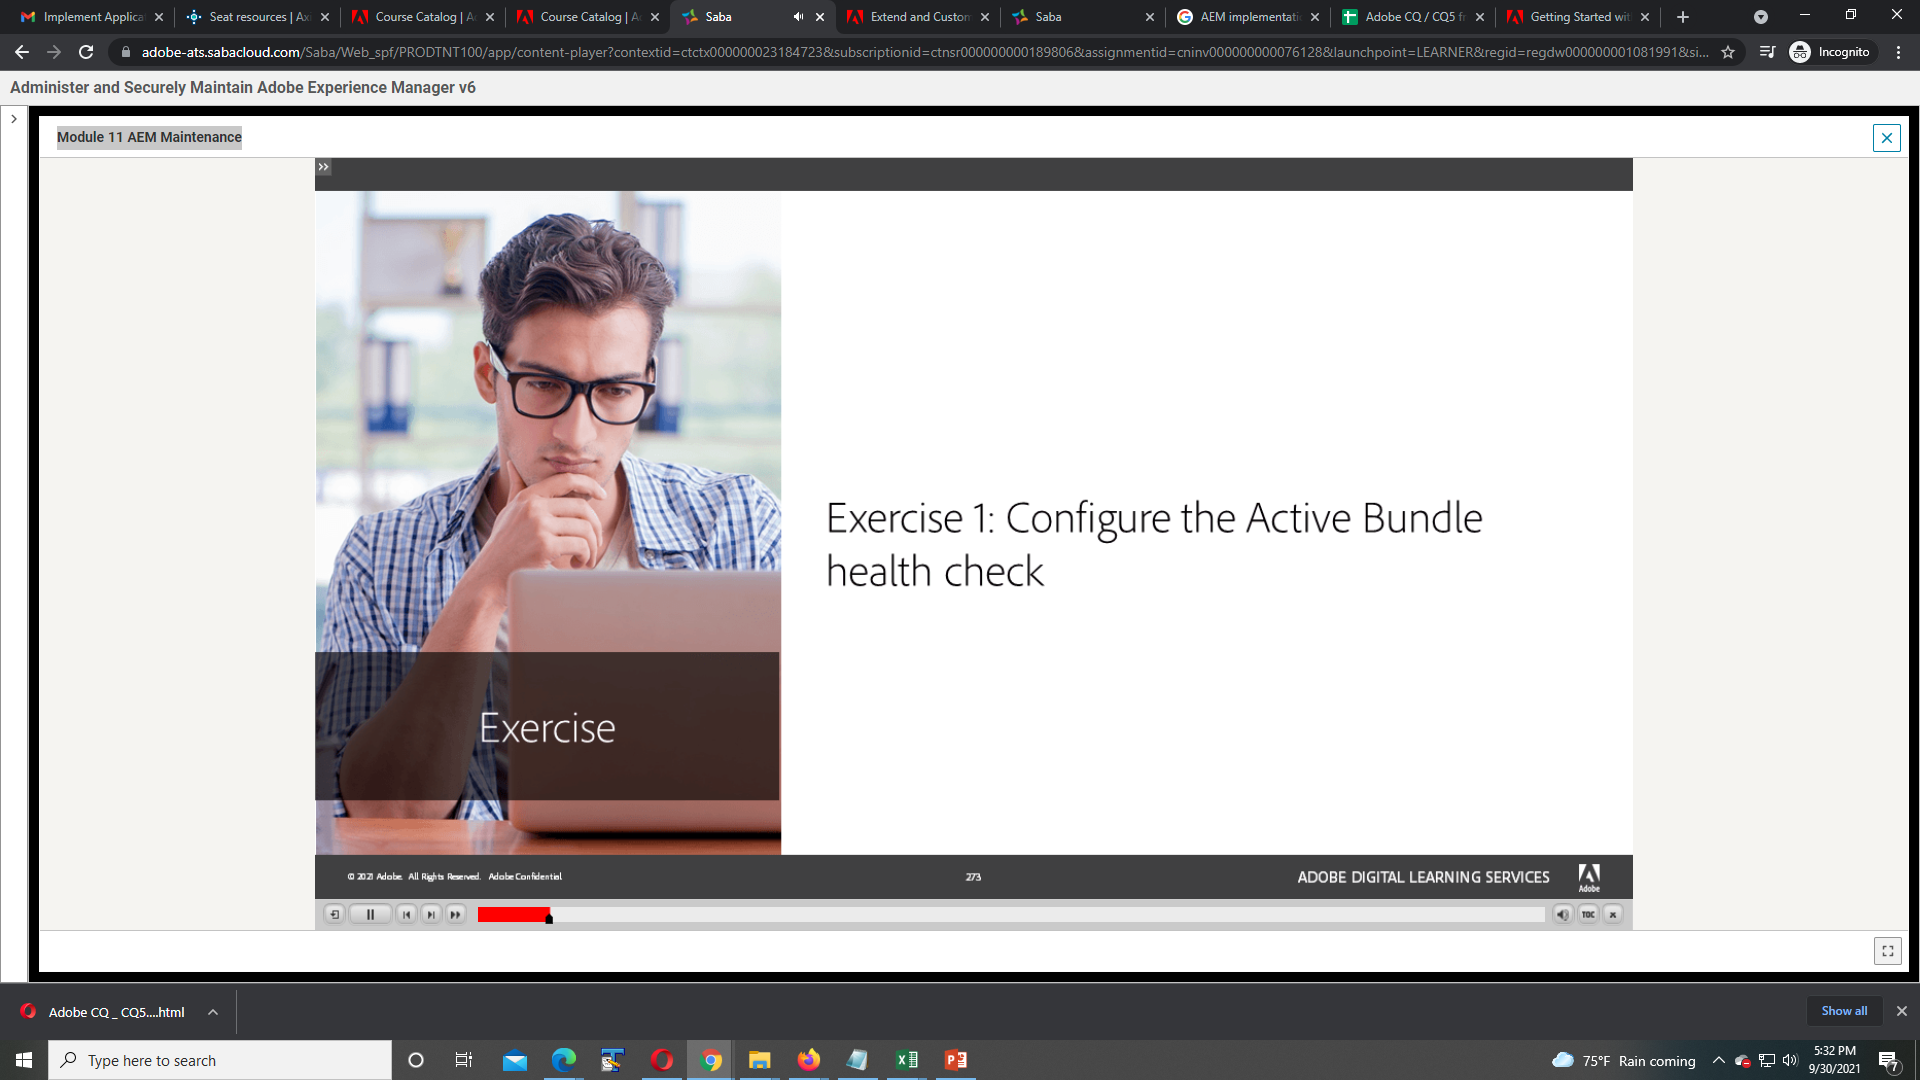 Implement Applica
Seat resources | Ax
Course Catalog | A
Course Catalog | A
Saba
Extend and Custom
Saba
AEM implementati
Adobe CQ / CQ5 fr
Getting Started wit
adobe-ats.sabacloud.com/Saba/Web_spf/PRODTNT100/app/content-player?contextid=ctctx000000023184723&subscriptionid=ctnsr000000000189806&assignmentid=cninv000000000076128&launchpoint=LEARNER&regid=regdw000000001081991&si...
Incognito
Administer and Securely Maintain Adobe Experience Manager v6
Module 11 AEM Maintenance
Exercise 1: Configure the Active Bundle
health check
Exercise
© 2021 Adobe. All Rights Reserved. Adobe Confidential
273
ADOBE DIGITAL LEARNING SERVICES
Adobe
TOC
Adobe CQ _ CQ5....html
Show all
Type here to search
75°F Rain coming
5:32 PM
9/30/2021
7